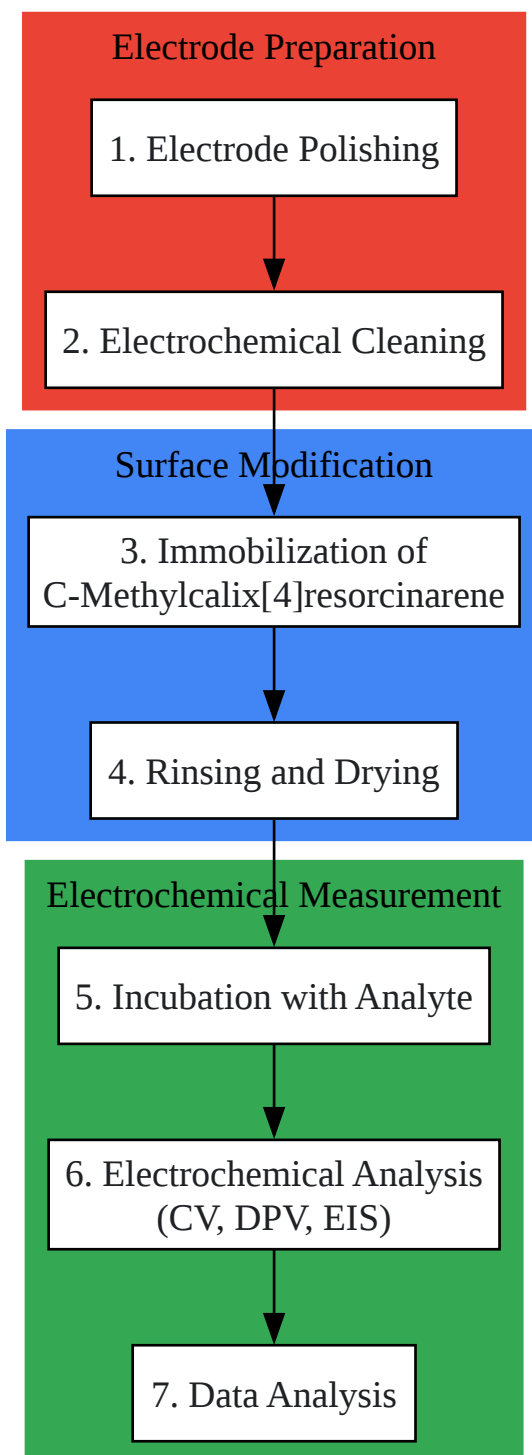 Electrode Preparation
1. Electrode Polishing
2. Electrochemical Cleaning
Surface Modification
3. Immobilization of
C-Methylcalix[4]resorcinarene
4. Rinsing and Drying
Electrochemical Measurement
5. Incubation with Analyte
6. Electrochemical Analysis
(CV, DPV, EIS)
7. Data Analysis